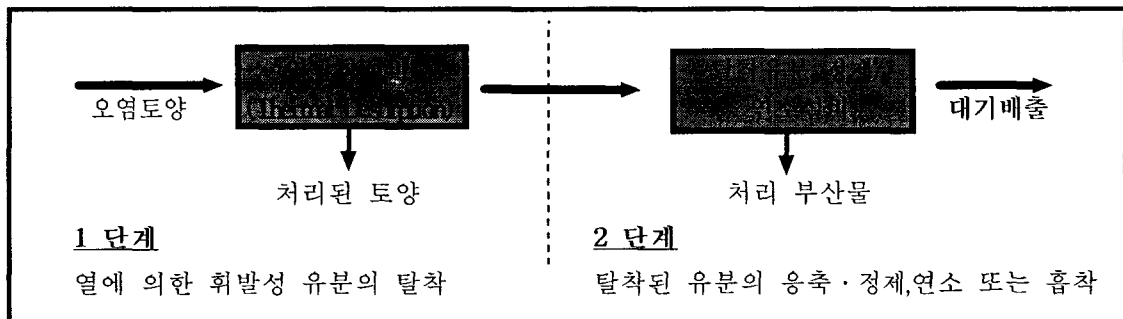 오염토양
(Thermal Desorption)
대기배출
처리된 토양
처리 부산물
1 단계
2 단계
열에 의한 휘발성 유분의 탈착
탈착된 유분의 응축·정제,연소 또는 흡착